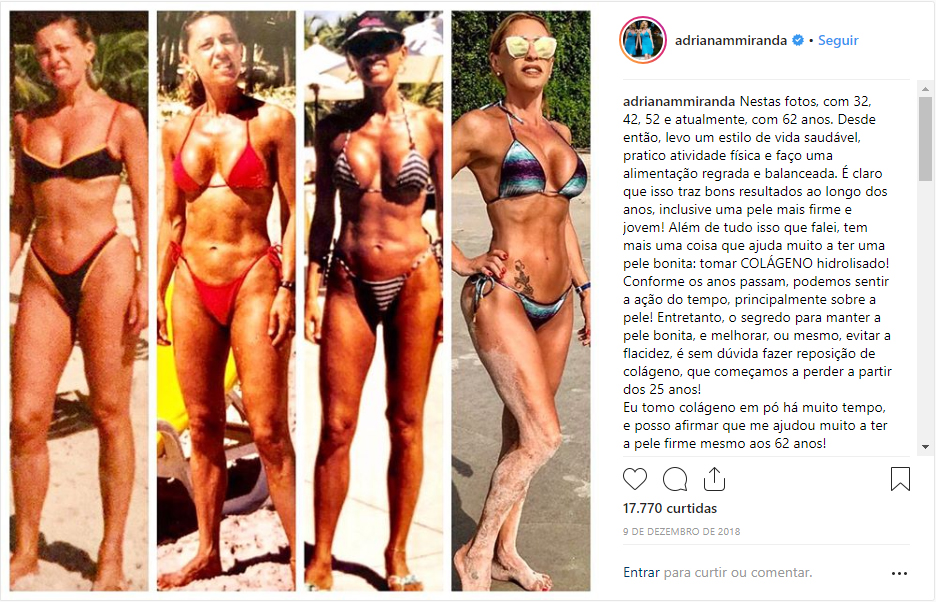 adrianammiranda • Seguir
adrianammiranda Nestas fotos, com 32,
42, 52 e atualmente, com 62 anos. Desde
então, levo um estilo de vida saudável,
pratico atividade física e faço uma
alimentação regrada e balanceada. É claro
que isso traz bons resultados ao longo dos
anos, inclusive uma pele mais firme e
jovem! Além de tudo isso que falei, tem
mais uma coisa que ajuda muito a ter uma
pele bonita: tomar COLÁGENO hidrolisado!
Conforme os anos passam, podemos sentir
a ação do tempo, principalmente sobre a
pele! Entretanto, o segredo para manter a
pele bonita, e melhorar, ou mesmo, evitar a
flacidez, é sem dúvida fazer reposição de
colágeno, que começamos a perder a partir
dos 25 anos!
Eu tomo colágeno em pó há muito tempo,
e posso afirmar que me ajudou muito a ter
a pele firme mesmo aos 62 anos!
17.770 curtidas
9 DE DEZEMBRO DE 2018
Entrar para curtir ou comentar.